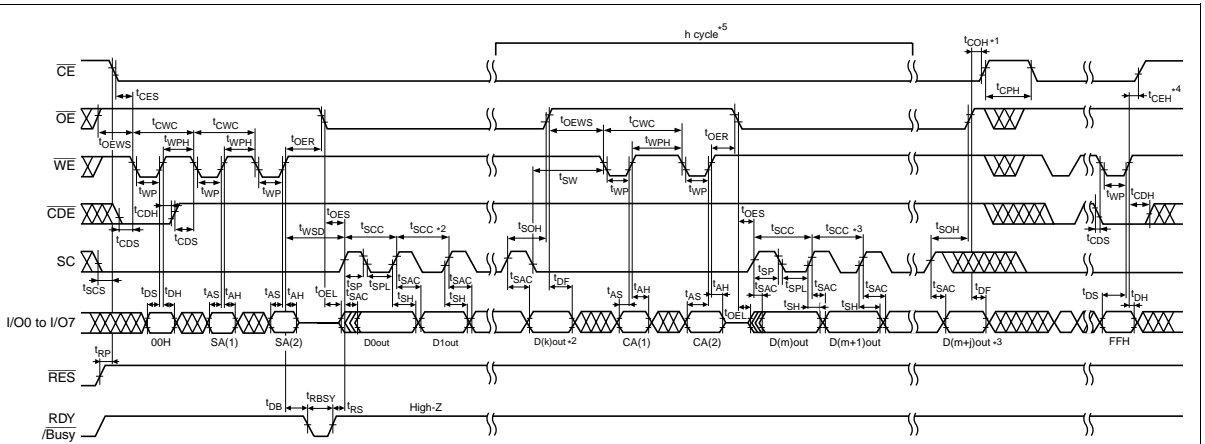 h cycle*5
tCOH*1
CE
tCES
tCPH
tCEH*4
OE
tCWC tCWC
tOEWS tWPH tWPH tOER
tOEWS tCWC tWPH tOER
WE
tWP tWP tWP
tSW tWP tWP
tWP
tCDH
CDE
tCDH
tCDS tCDS
tOES tWSD tSCC tSCC *2
tSOH
tOES tSCC tSCC *3
tSOH
tCDS
SC
tSCS
tSP tSPL tSAC tSAC tSAC
tSAC tDF
tSP tSPL tSAC tSAC tSAC
tSAC tDF
tDS tDH tAS tAH tAS tAH
tOEL tSH tSH
tAS tAH tAS tAH
tOEL tSH tSH
tDS tDH
I/O0 to I/O7
00H SA(1) SA(2) D0out D1out D(k)out*2 CA(1) CA(2) D(m)out D(m+1)out D(m+j)out*3 FFH
tRP
RES
tDB tRBSY tRS
High-Z
RDY
/Busy